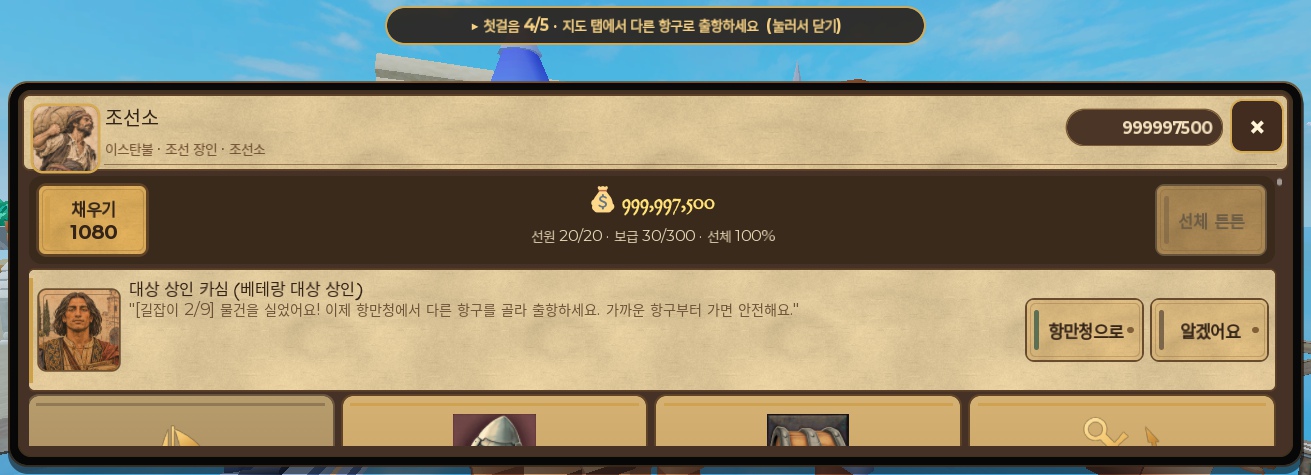 ▸ 첫걸음 4/5 · 지도 탭에서 다른 항구로 출항하세요 (눌러서 닫기)
조선소
이스탄불 · 조선 장인 · 조선소
999997500
×
채우기
1080
999,997,500
선원 20/20 · 보급 30/300 · 선체 100%
선체 튼튼
대상 상인 카심 (베테랑 대상 상인)
"[길잡이 2/9] 물건을 실었어요! 이제 항만청에서 다른 항구를 골라 출항하세요. 가까운 항구부터 가면 안전해요."
항만청으로
알겠어요